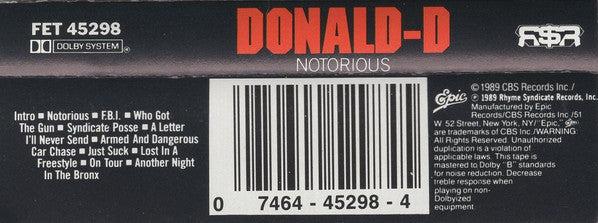 FET 45298
DOLBY SYSTEM®
DONALD-D
NOTORIOUS
Intro ■ Notorious ■ F.B.I. ■ Who Got
The Gun ■ Syndicate Posse ■ A Letter
I'll Never Send ■ Armed And Dangerous
Car Chase ■ Just Suck ■ Lost In A
Freestyle ■ On Tour ■ Another Night
In The Bronx
0 7464-45298-4
Epic
© 1989 CBS Records Inc./
℗ 1989 Rhyme Syndicate Records, Inc.
Manufactured by Epic
Records/CBS Records Inc./51
W. 52 Street, New York, NY/"Epic,"
are trademarks of CBS Inc./WARNING:
All Rights Reserved. Unauthorized
duplication is a violation of
applicable laws. This tape is
mastered to Dolby "B" standards
for noise reduction. Decrease
treble response when
playing on non-
Dolbyized
equipment